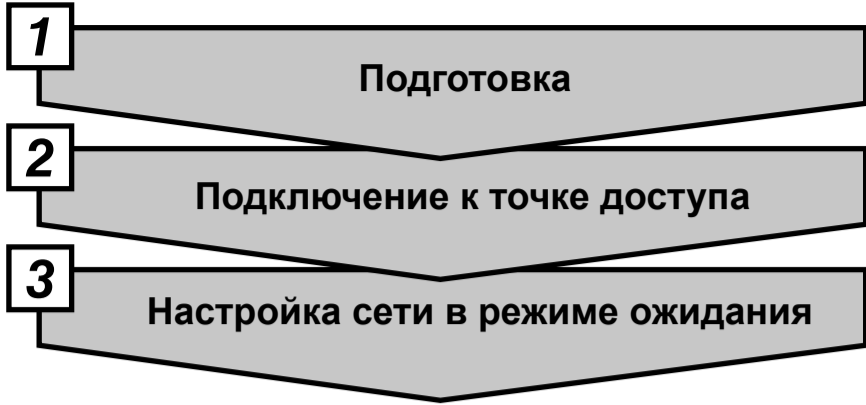 1
Подготовка
2
Подключение к точке доступа
3
Настройка сети в режиме ожидания